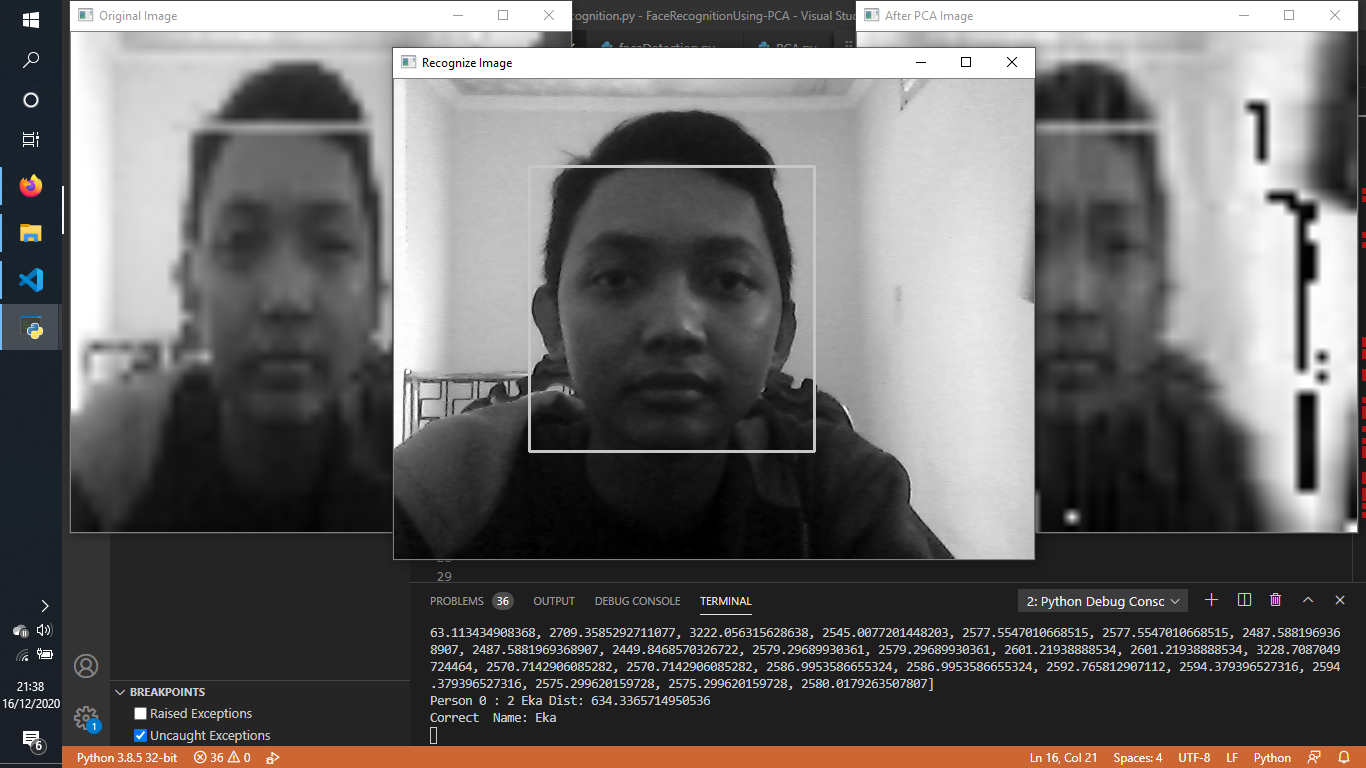 Original Image
cognition.py - FaceRecognitionUsing-PCA - Visual Stud
After PCA Image
faceDetection.py
PCA.py
Recognize Image
29
PROBLEMS 36 OUTPUT DEBUG CONSOLE TERMINAL 2: Python Debug Consc
63.113434908368, 2709.3585292711077, 3222.056315628638, 2545.0077201448203, 2577.5547010668515, 2577.5547010668515, 2487.588196936
8907, 2487.5881969368907, 2449.8468570326722, 2579.29689930361, 2579.29689930361, 2601.21938888534, 2601.21938888534, 3228.7087049
724464, 2570.7142906085282, 2570.7142906085282, 2586.9953586655324, 2586.9953586655324, 2592.765812907112, 2594.379396527316, 2594
.379396527316, 2575.299620159728, 2575.299620159728, 2580.0179263507807]
Person 0 : 2 Eka Dist: 634.3365714950536
Correct Name: Eka
BREAKPOINTS
Raised Exceptions
Uncaught Exceptions
1
21:38
16/12/2020
6
Python 3.8.5 32-bit 36 0 Ln 16, Col 21 Spaces: 4 UTF-8 LF Python